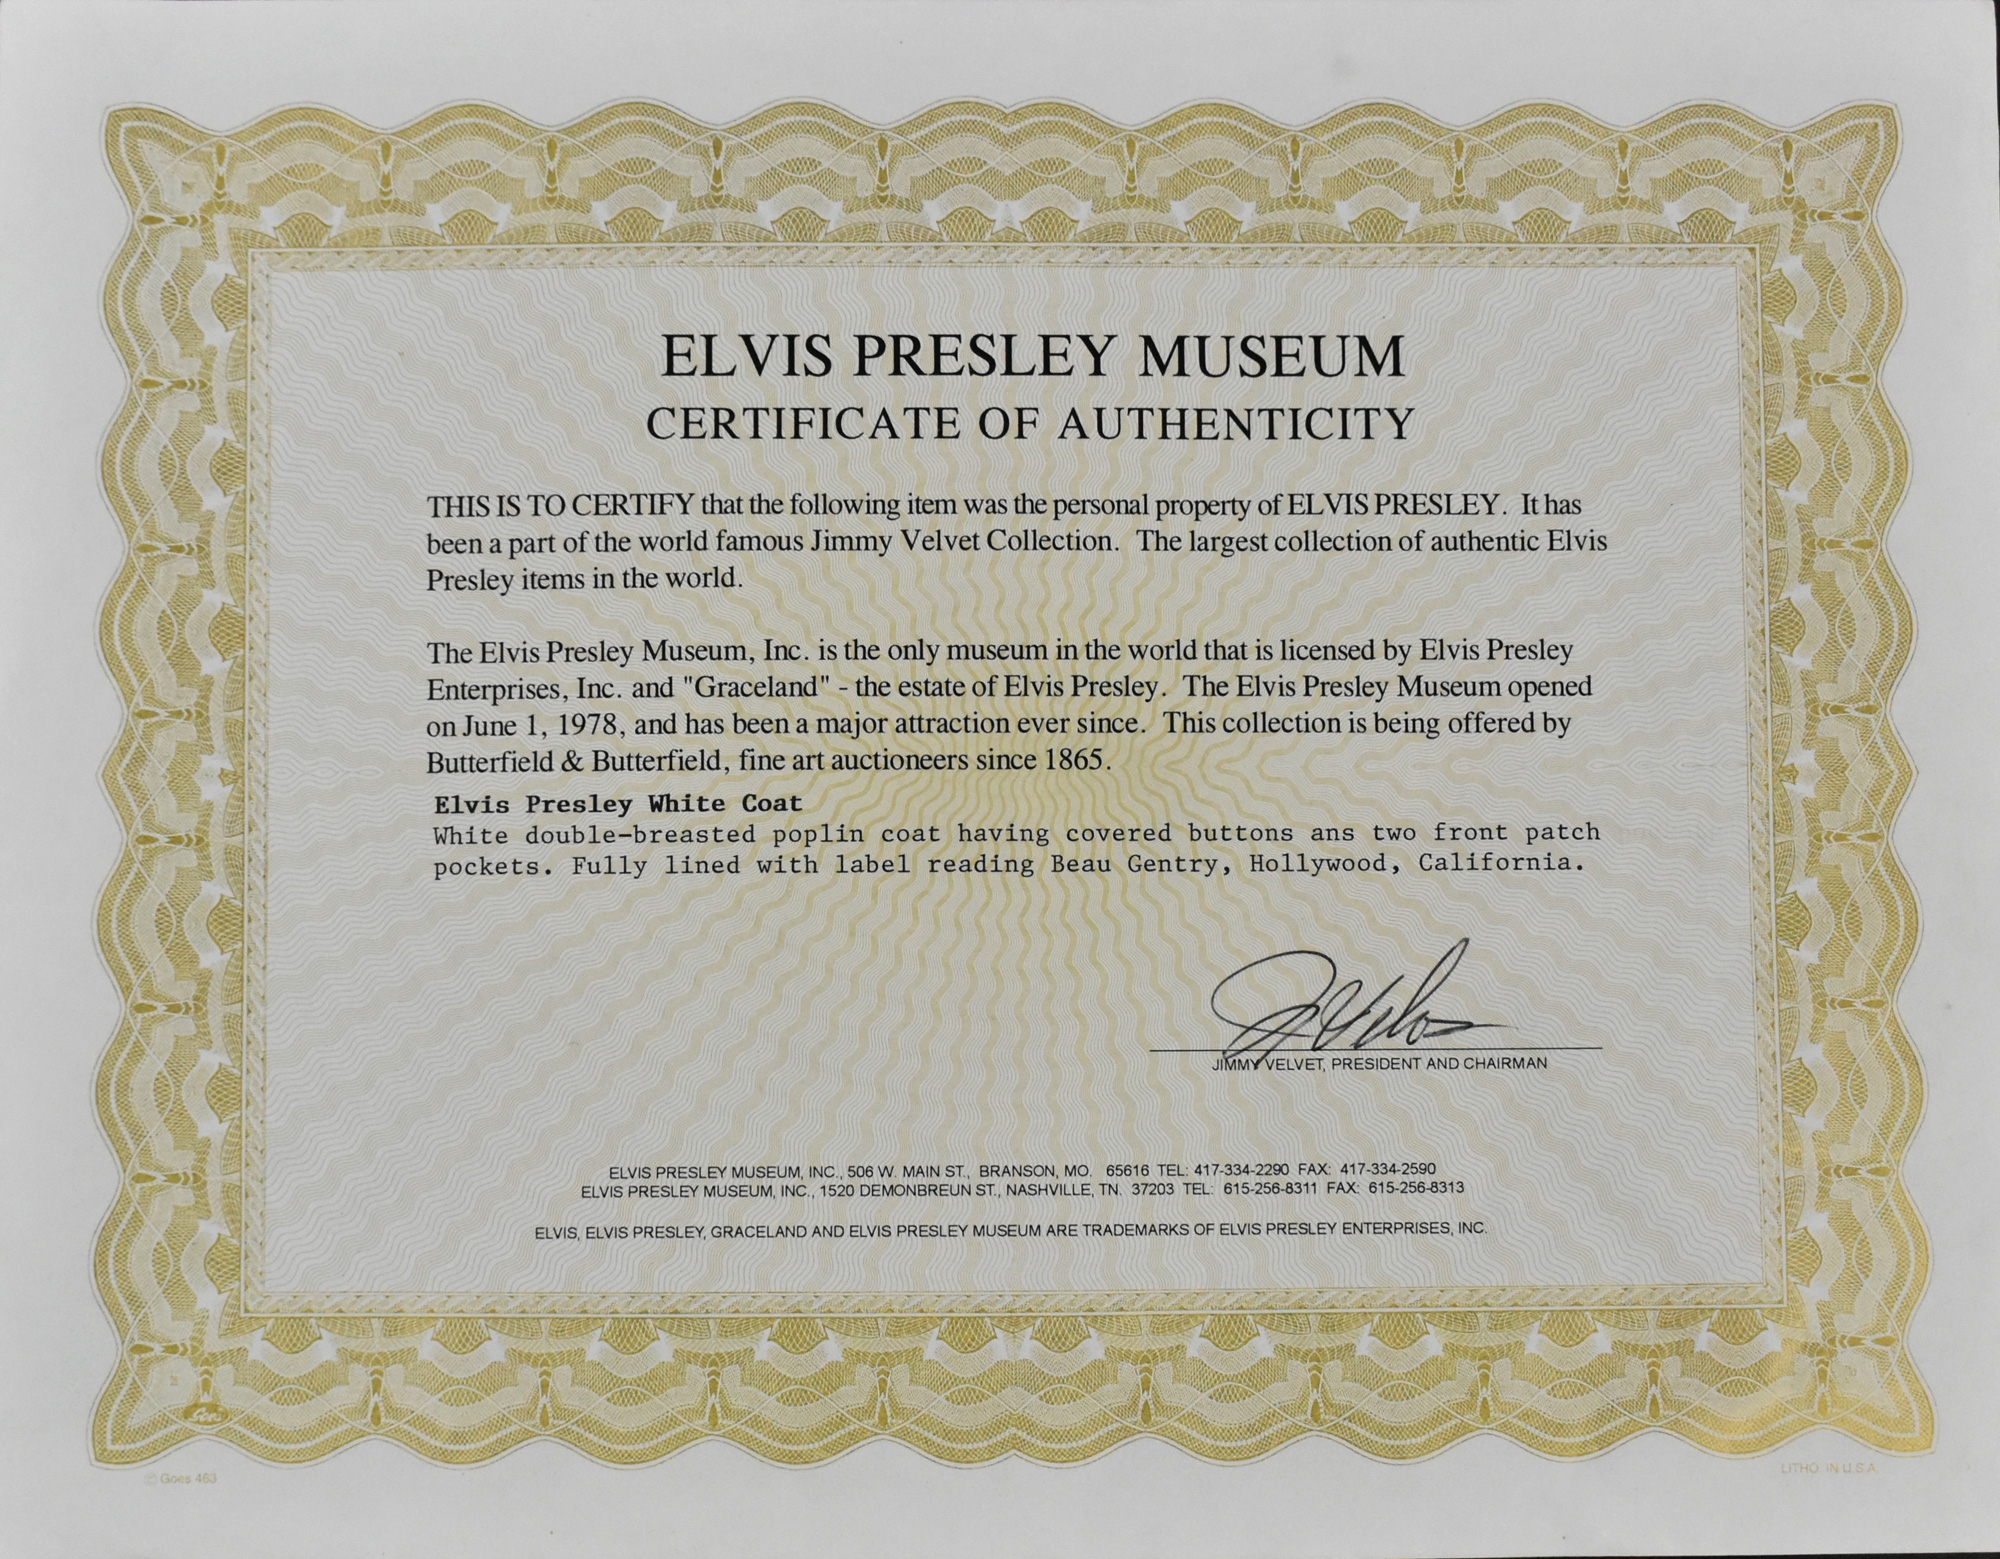 ELVIS PRESLEY MUSEUM
CERTIFICATE OF AUTHENTICITY
THIS IS TO CERTIFY that the following item was the personal property of ELVIS PRESLEY. It has
been a part of the world famous Jimmy Velvet Collection. The largest collection of authentic Elvis
Presley items in the world.
The Elvis Presley Museum, Inc. is the only museum in the world that is licensed by Elvis Presley
Enterprises, Inc. and "Graceland" - the estate of Elvis Presley. The Elvis Presley Museum opened
on June 1, 1978, and has been a major attraction ever since. This collection is being offered by
Butterfield & Butterfield, fine art auctioneers since 1865.
Elvis Presley White Coat
White double-breasted poplin coat having covered buttons ans two front patch
pockets. Fully lined with label reading Beau Gentry, Hollywood, California.
JIMMY VELVET, PRESIDENT AND CHAIRMAN
ELVIS PRESLEY MUSEUM, INC., 506 W. MAIN ST., BRANSON, MO. 65616 TEL: 417-334-2290 FAX: 417-334-2590
ELVIS PRESLEY MUSEUM, INC., 1520 DEMONBREUN ST., NASHVILLE, TN. 37203 TEL: 615-256-8311 FAX: 615-256-8313
ELVIS, ELVIS PRESLEY, GRACELAND AND ELVIS PRESLEY MUSEUM ARE TRADEMARKS OF ELVIS PRESLEY ENTERPRISES, INC.
Goes
© Goes 463
LITHO. IN U.S.A.